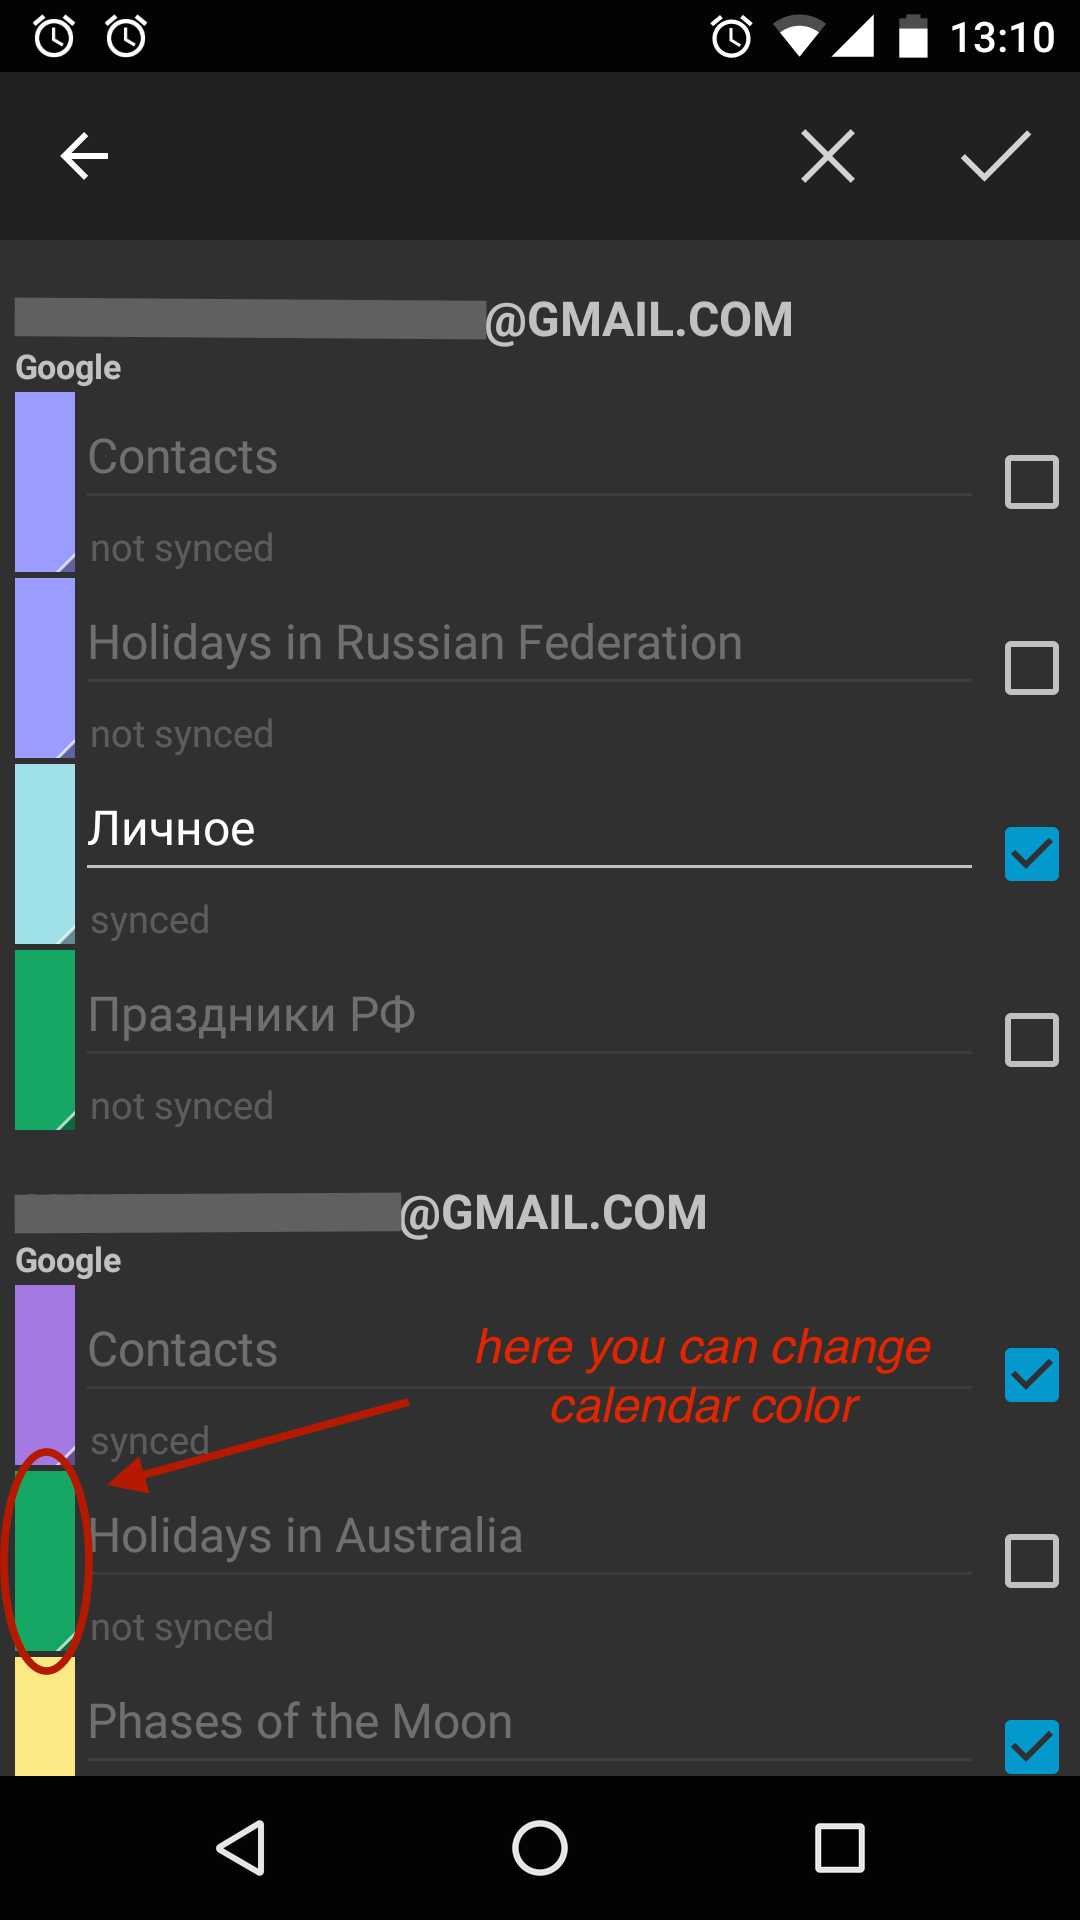 13:10
@GMAIL.COM
Google
Contacts
not synced
Holidays in Russian Federation
not synced
Личное
synced
Праздники РФ
not synced
@GMAIL.COM
Google
Contacts
here you can change
calendar color
synced
Holidays in Australia
not synced
Phases of the Moon